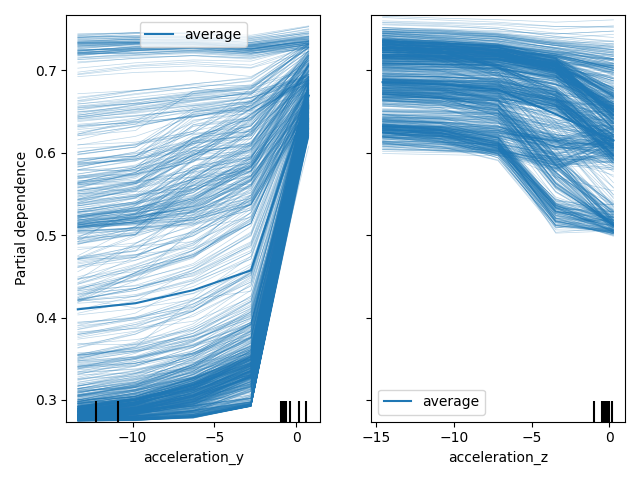 average
0.7
0.6
0.5
0.4
0.3
Partial dependence
−10
−5
0
acceleration_y
average
−15
−10
−5
0
acceleration_z